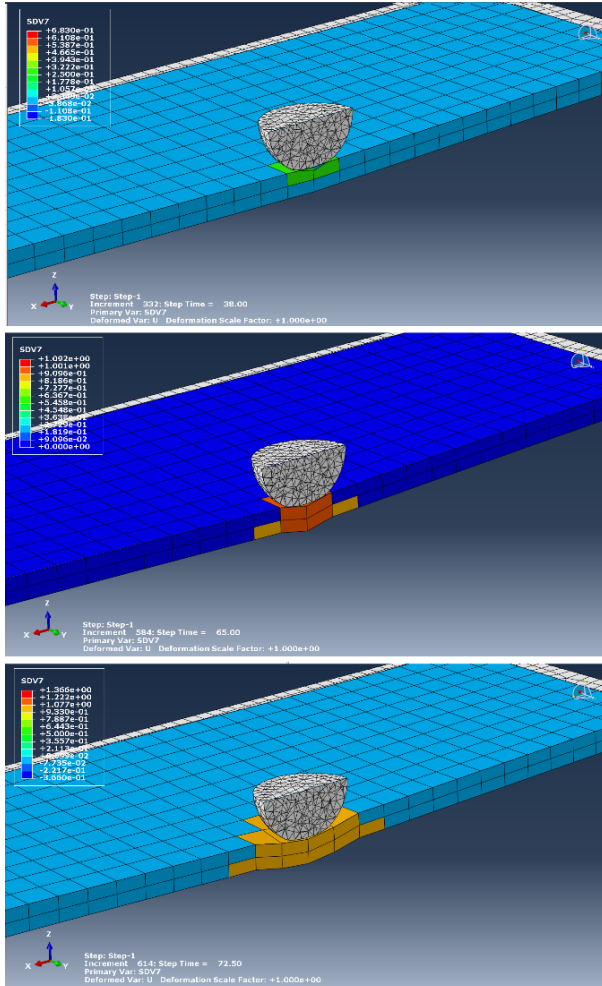 SDV7
+6.830e-01
+6.108e-01
+5.387e-01
+4.665e-01
+3.943e-01
+3.222e-01
+2.500e-01
+1.778e-01
+1.057e-01
-1.108e-01
-1.830e-01
Z
X
Y
Step: Step-1
Increment 332: Step Time = 38.00
Primary Var: SDV7
Deformed Var: U Deformation Scale Factor: +1.000e+00
SDV7
+1.092e+00
+1.001e+00
+9.096e-01
+8.186e-01
+7.277e-01
+6.367e-01
+5.458e-01
+4.548e-01
+3.638e-01
+1.819e-01
+9.096e-02
+0.000e+00
Z
X
Y
Step: Step-1
Increment 584: Step Time = 65.00
Primary Var: SDV7
Deformed Var: U Deformation Scale Factor: +1.000e+00
SDV7
+1.366e+00
+1.222e+00
+1.077e+00
+9.330e-01
+7.887e-01
+6.443e-01
+5.000e-01
+3.557e-01
+2.113e-01
-7.735e-02
-2.217e-01
-3.660e-01
Z
X
Y
Step: Step-1
Increment 614: Step Time = 72.50
Primary Var: SDV7
Deformed Var: U Deformation Scale Factor: +1.000e+00